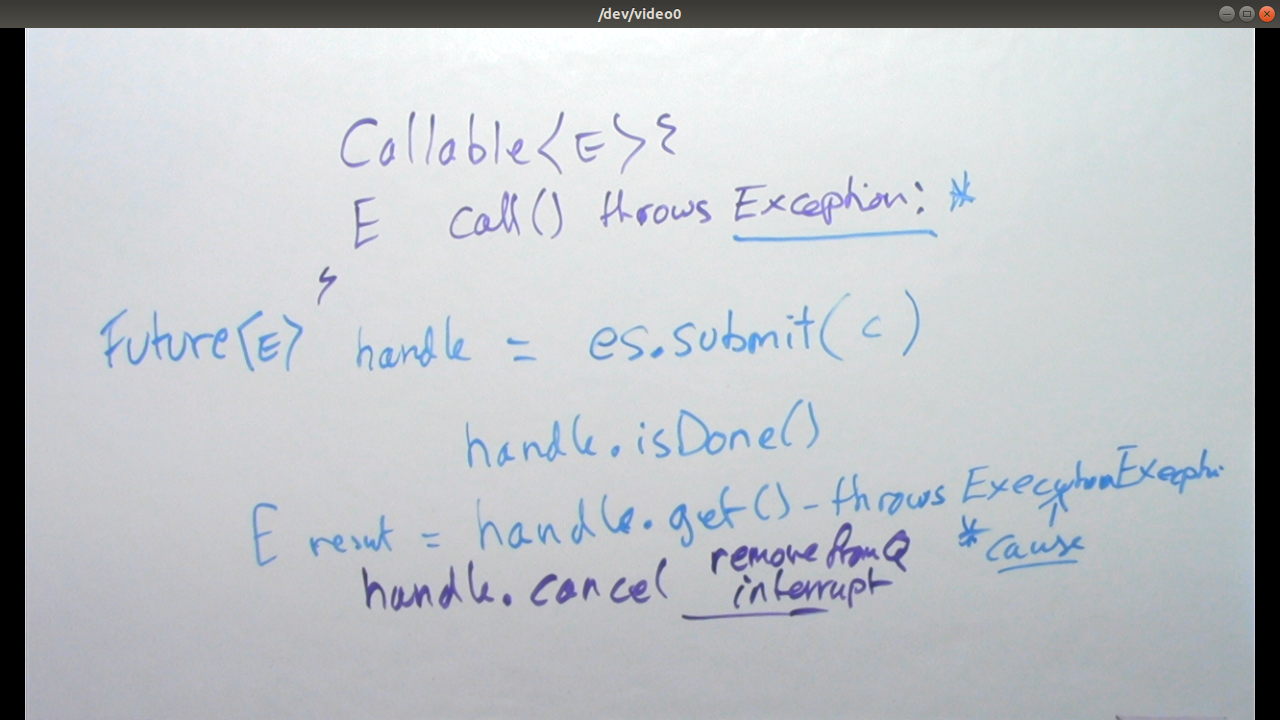 /dev/video0
Callable<E>{
E call() throws Exception: *
}
Future<E> handle = es.submit(c)
handle.isDone()
E result = handle.get() - throws ExecutionExceptio
* cause
remove from Q
handle.cancel interrupt